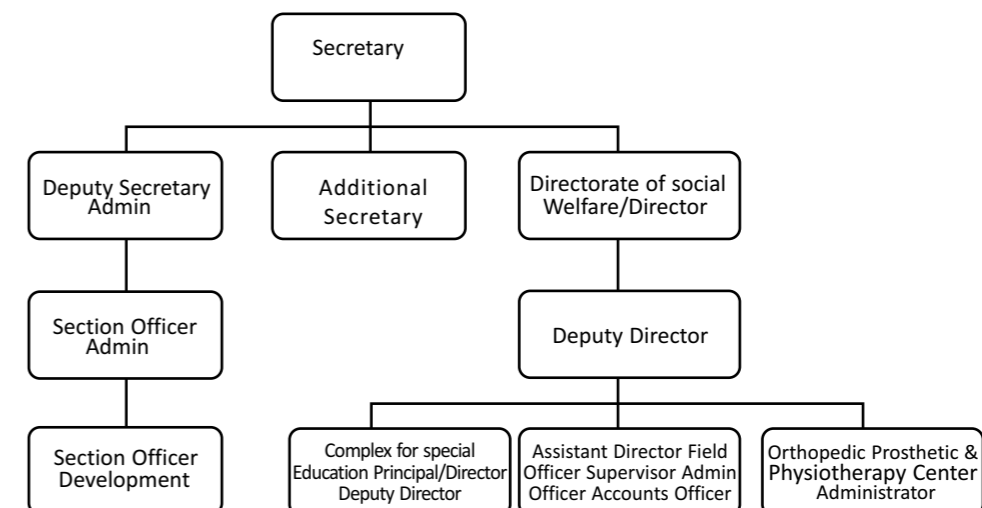 Secretary
Deputy Secretary
Admin
Additional
Secretary
Directorate of social
Welfare/Director
Section Officer
Admin
Deputy Director
Section Officer
Development
Complex for special
Education Principal/Director
Deputy Director
Assistant Director Field
Officer Supervisor Admin
Officer Accounts Officer
Orthopedic Prosthetic &
Physiotherapy Center
Administrator